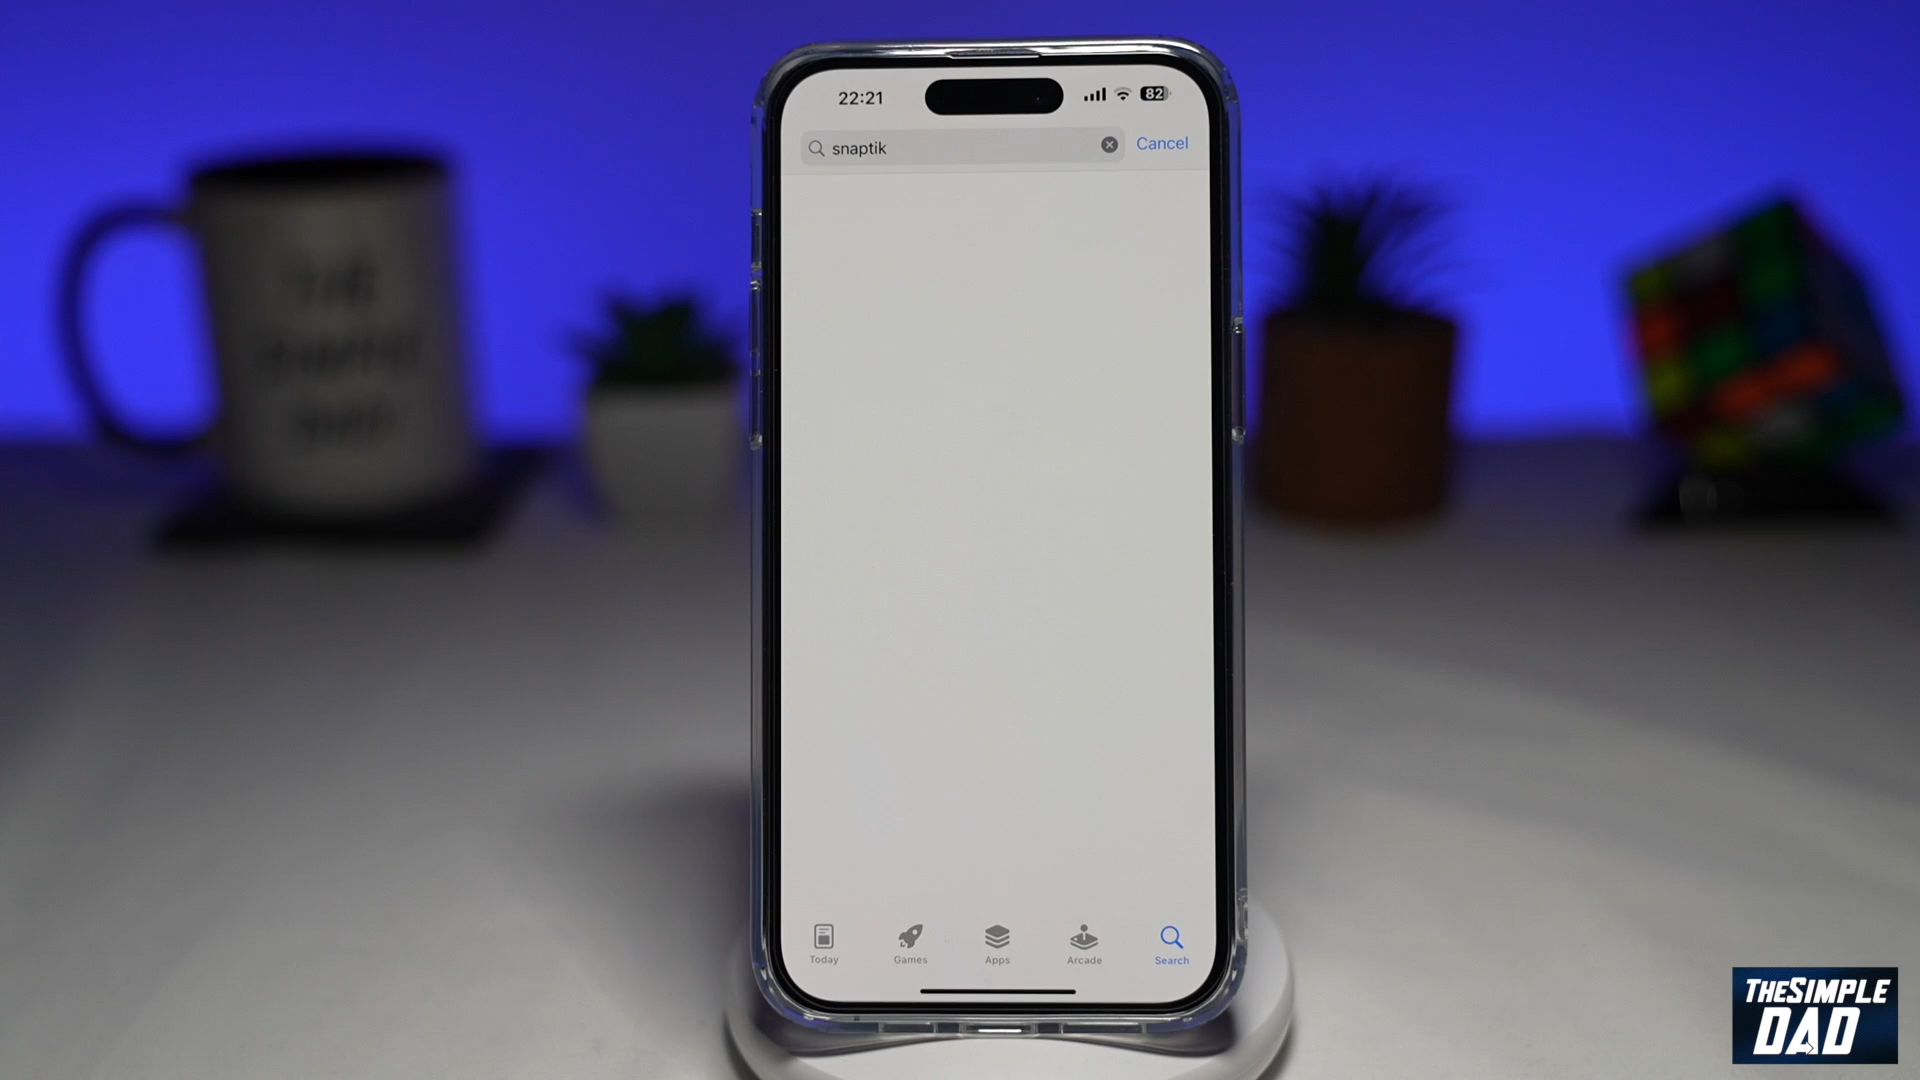 22:21
82
snaptik
Cancel
Today
Games
Apps
Arcade
Search
THESIMPLE
DAD